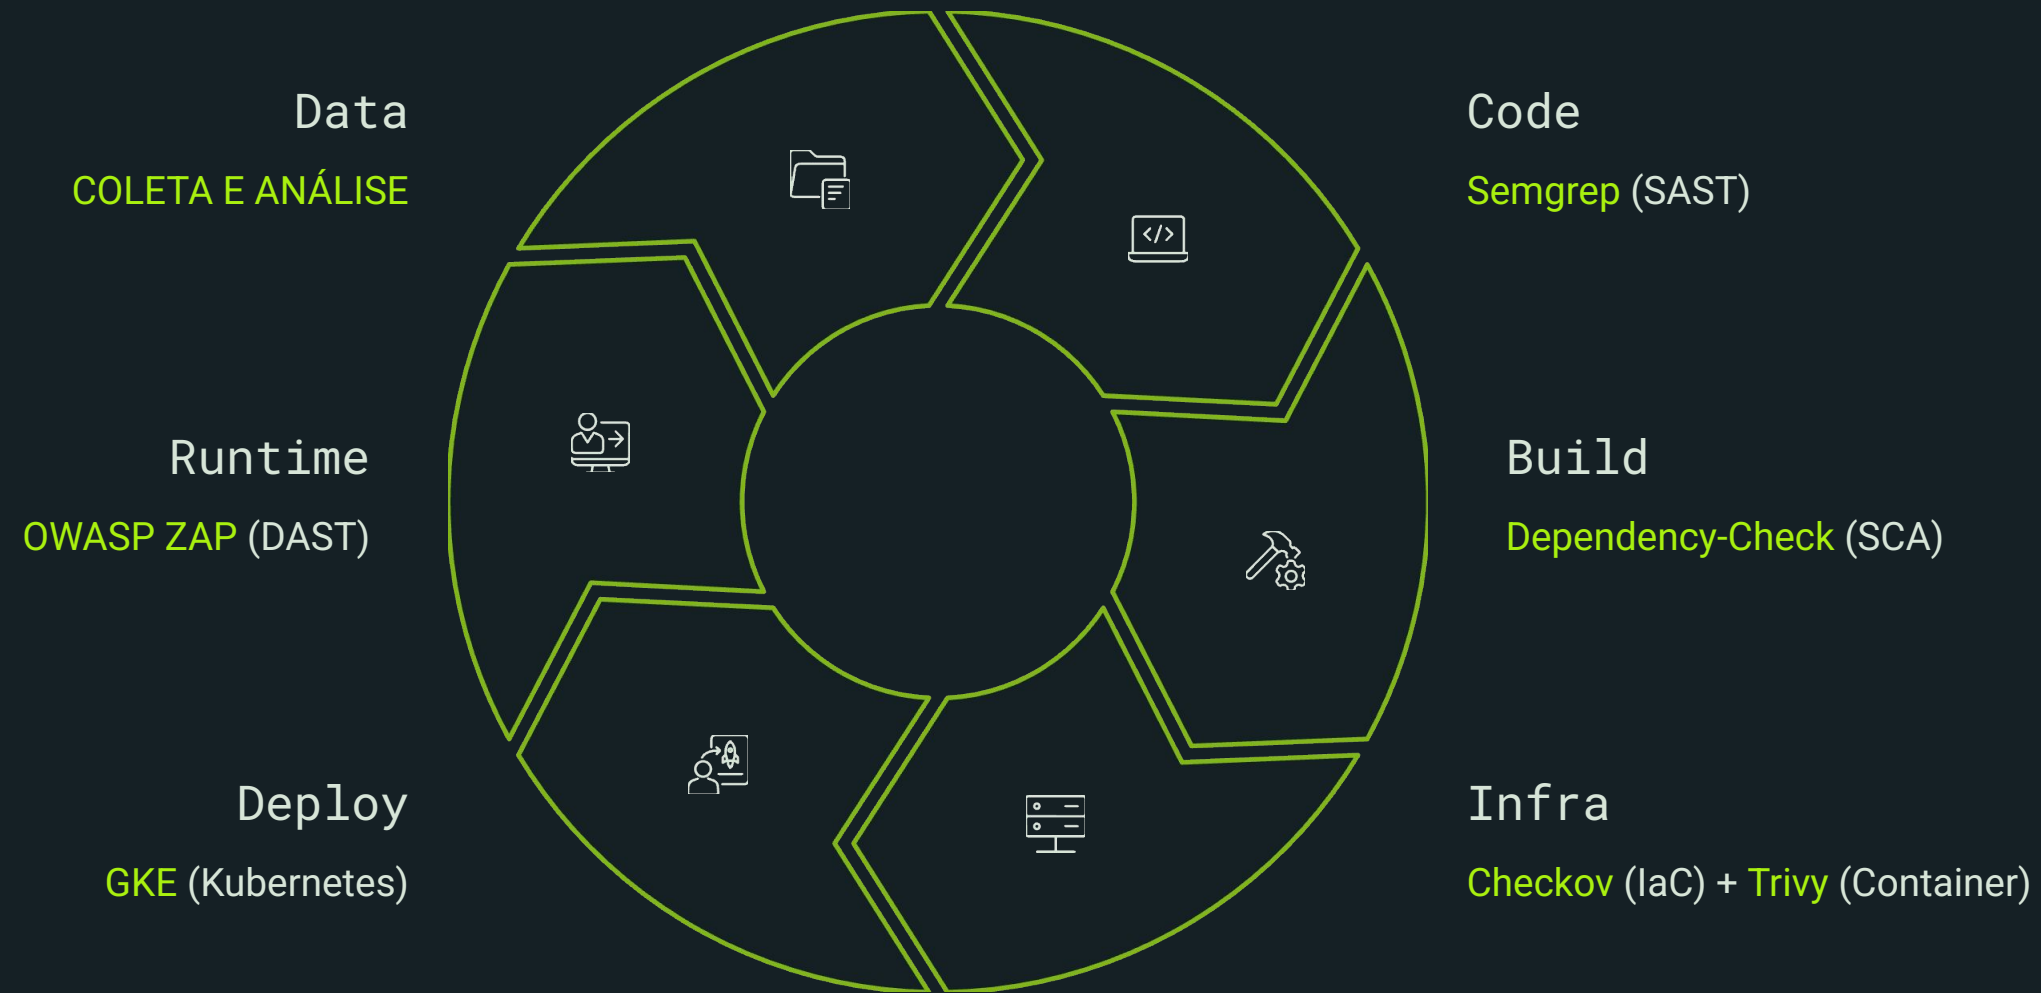 Data
COLETA E ANÁLISE
Code
Semgrep (SAST)
Runtime
OWASP ZAP (DAST)
Build
Dependency-Check (SCA)
Deploy
GKE (Kubernetes)
Infra
Checkov (IaC) + Trivy (Container)